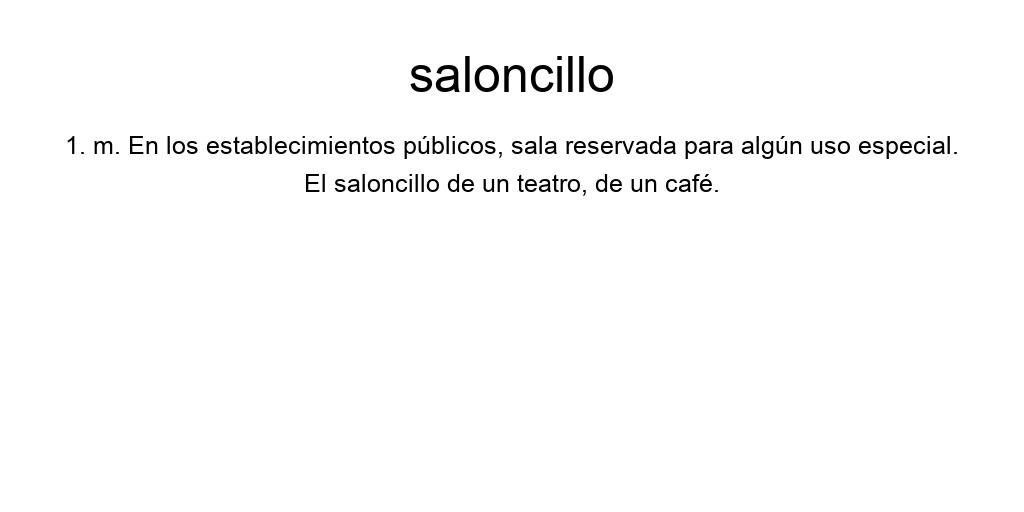 saloncillo
1. m. En los establecimientos públicos, sala reservada para algún uso especial.
El saloncillo de un teatro, de un café.